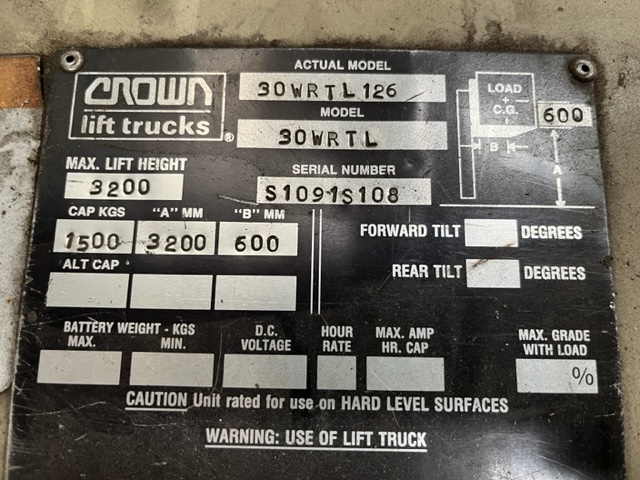 CROWN
lift trucks®
ACTUAL MODEL
30WRTL126
MODEL
30WRTL
LOAD
C.G.
600
B
A
MAX. LIFT HEIGHT
3200
SERIAL NUMBER
S1091S108
CAP KGS "A" MM "B" MM
1500 3200 600
ALT CAP
FORWARD TILT DEGREES
REAR TILT DEGREES
BATTERY WEIGHT - KGS
MAX. MIN.
D.C.
VOLTAGE
HOUR
RATE
MAX. AMP
HR. CAP
MAX. GRADE
WITH LOAD
%
CAUTION Unit rated for use on HARD LEVEL SURFACES
WARNING: USE OF LIFT TRUCK